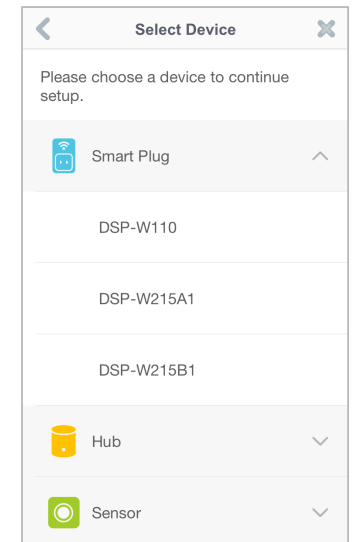 Select Device
Please choose a device to continue
setup.
Smart Plug
DSP-W110
DSP-W215A1
DSP-W215B1
Hub
Sensor